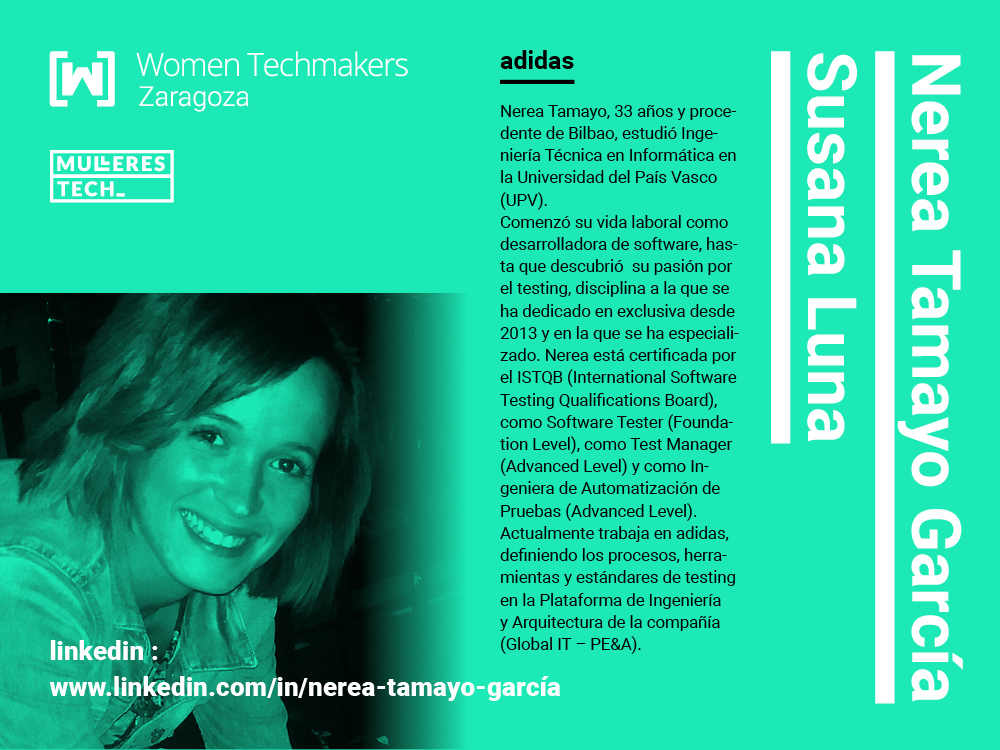 Women Techmakers
Zaragoza
MULLERES
TECH_
adidas
Nerea Tamayo, 33 años y proce-
dente de Bilbao, estudió Inge-
niería Técnica en Informática en
la Universidad del País Vasco
(UPV).
Comenzó su vida laboral como
desarrolladora de software, has-
ta que descubrió  su pasión por
el testing, disciplina a la que se
ha dedicado en exclusiva desde
2013 y en la que se ha especiali-
zado. Nerea está certificada por
el ISTQB (International Software
Testing Qualifications Board),
como Software Tester (Founda-
tion Level), como Test Manager
(Advanced Level) y como In-
geniera de Automatización de
Pruebas (Advanced Level).
Actualmente trabaja en adidas,
definiendo los procesos, herra-
mientas y estándares de testing
en la Plataforma de Ingeniería
y Arquitectura de la compañía
(Global IT – PE&A).
Nerea Tamayo García
Susana Luna
linkedin :
www.linkedin.com/in/nerea-tamayo-garcía